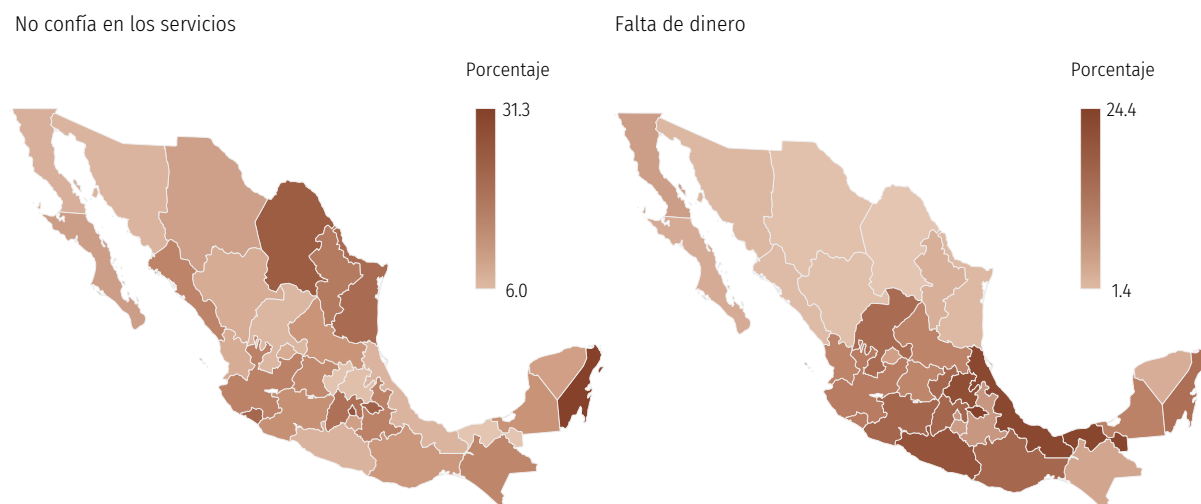 No confía en los servicios
Porcentaje
31.3
6.0
Falta de dinero
Porcentaje
24.4
1.4